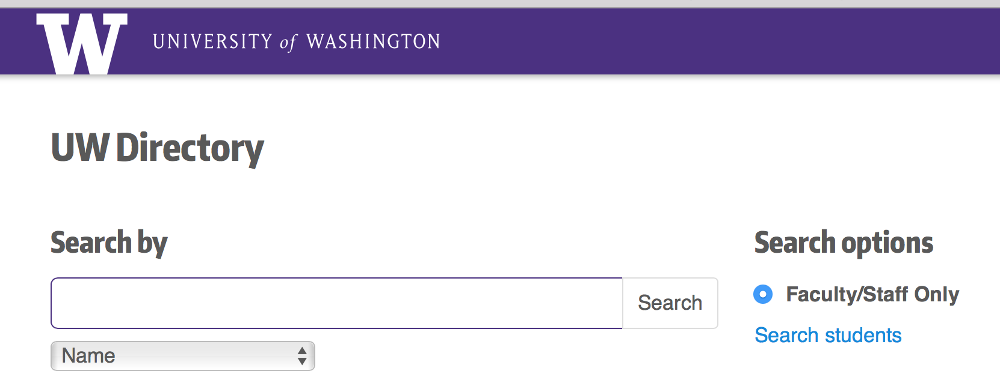 W UNIVERSITY of WASHINGTON
UW Directory
Search by
Search
Name
Search options
Faculty/Staff Only
Search students